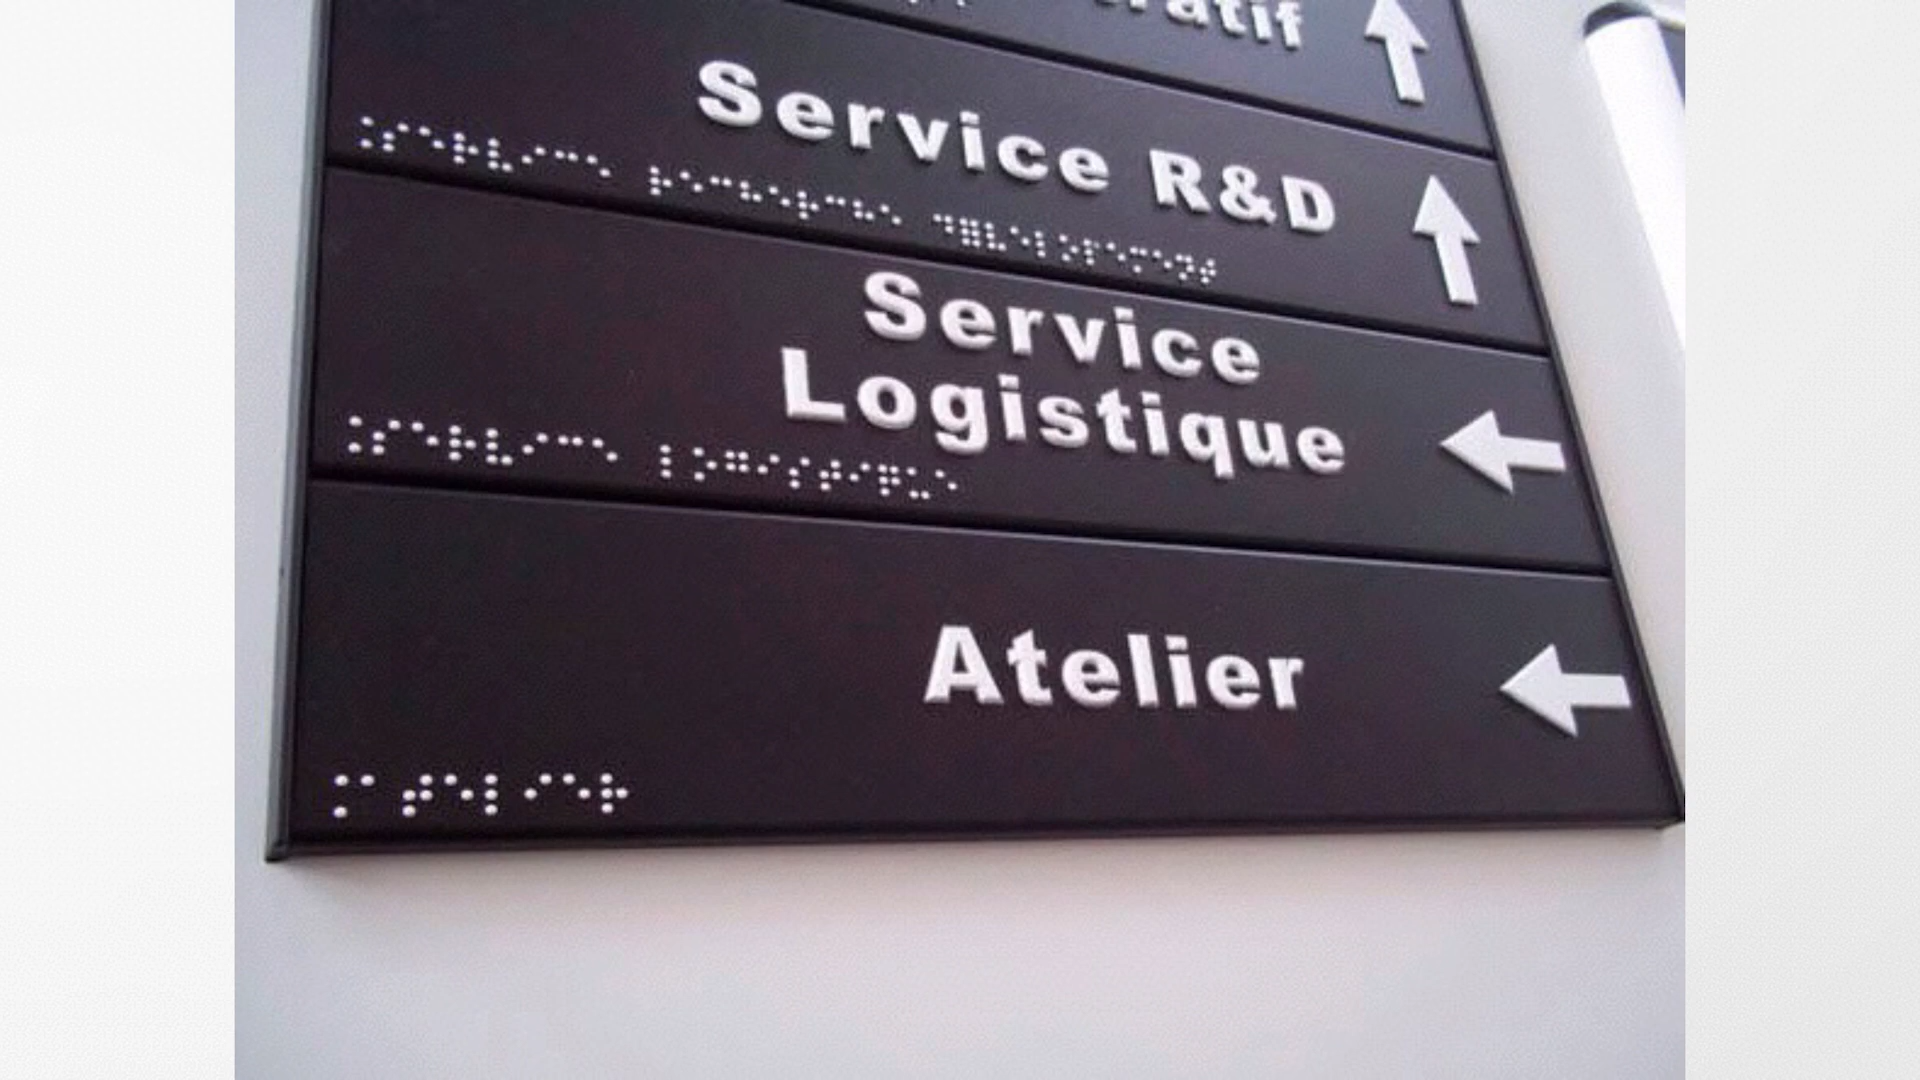 Service R&D
⠨⠎⠑⠗⠧⠊⠉⠑ ⠗⠑⠉⠓⠑⠗⠉⠓⠑ ⠙⠿⠧⠑⠇⠕⠏⠑⠍⠑⠝⠞
Service
Logistique
⠨⠎⠑⠗⠧⠊⠉⠑ ⠇⠕⠛⠊⠎⠞⠊⠟⠥⠑
Atelier
⠨⠁⠞⠑⠇⠊⠑⠗